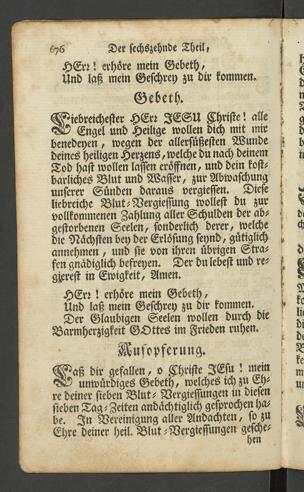 676 Der sechszehnde Theil,
HErr! erhöre mein Gebeth,
Und laß mein Geschrey zu dir kommen.
Gebeth.
Liebreichester HErr JESU Christe! alle
Engel und Heilige wollen dich mit mir
benedeyen, wegen der allersüßesten Wunde
deines heiligen Herzens, welche du nach deinem
Tod hast wollen lassen eröffnen, und dein kost-
barliches Blut und Wasser, zur Abwaschung
unserer Sünden daraus vergiessen. Diese
liebreiche Blut-Vergiessung wollest du zur
vollkommenen Zahlung aller Schulden der ab-
gestorbenen Seelen, sonderlich derer, welche
die Nächsten bey der Erlösung seynd, gütiglich
annehmen, und sie von ihren übrigen Stra-
fen gnädiglich befreyen. Der du lebest und re-
gierest in Ewigkeit, Amen.
HErr! erhöre mein Gebeth,
Und laß mein Geschrey zu dir kommen.
Der Glaubigen Seelen wollen durch die
Barmherzigkeit GOttes im Frieden ruhen.
Aufopferung.
Laß dir gefallen, o Christe JEsu! mein
unwürdiges Gebeth, welches ich zu Eh-
re deiner sieben Blut-Vergiessungen in diesen
sieben Tag-Zeiten andächtiglich gesprochen ha-
be. In Vereinigung aller Andachten, so zu
Ehre deiner heil. Blut-Vergiessungen gesche-
hen